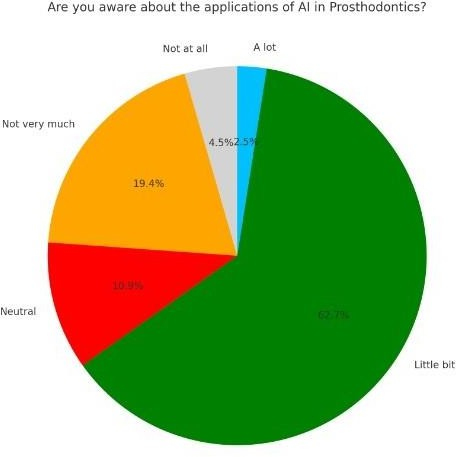 Are you aware about the applications of AI in Prosthodontics?
Not at all
A lot
Not very much
4.5%
2.5%
19.4%
10.9%
Neutral
62.7%
Little bit